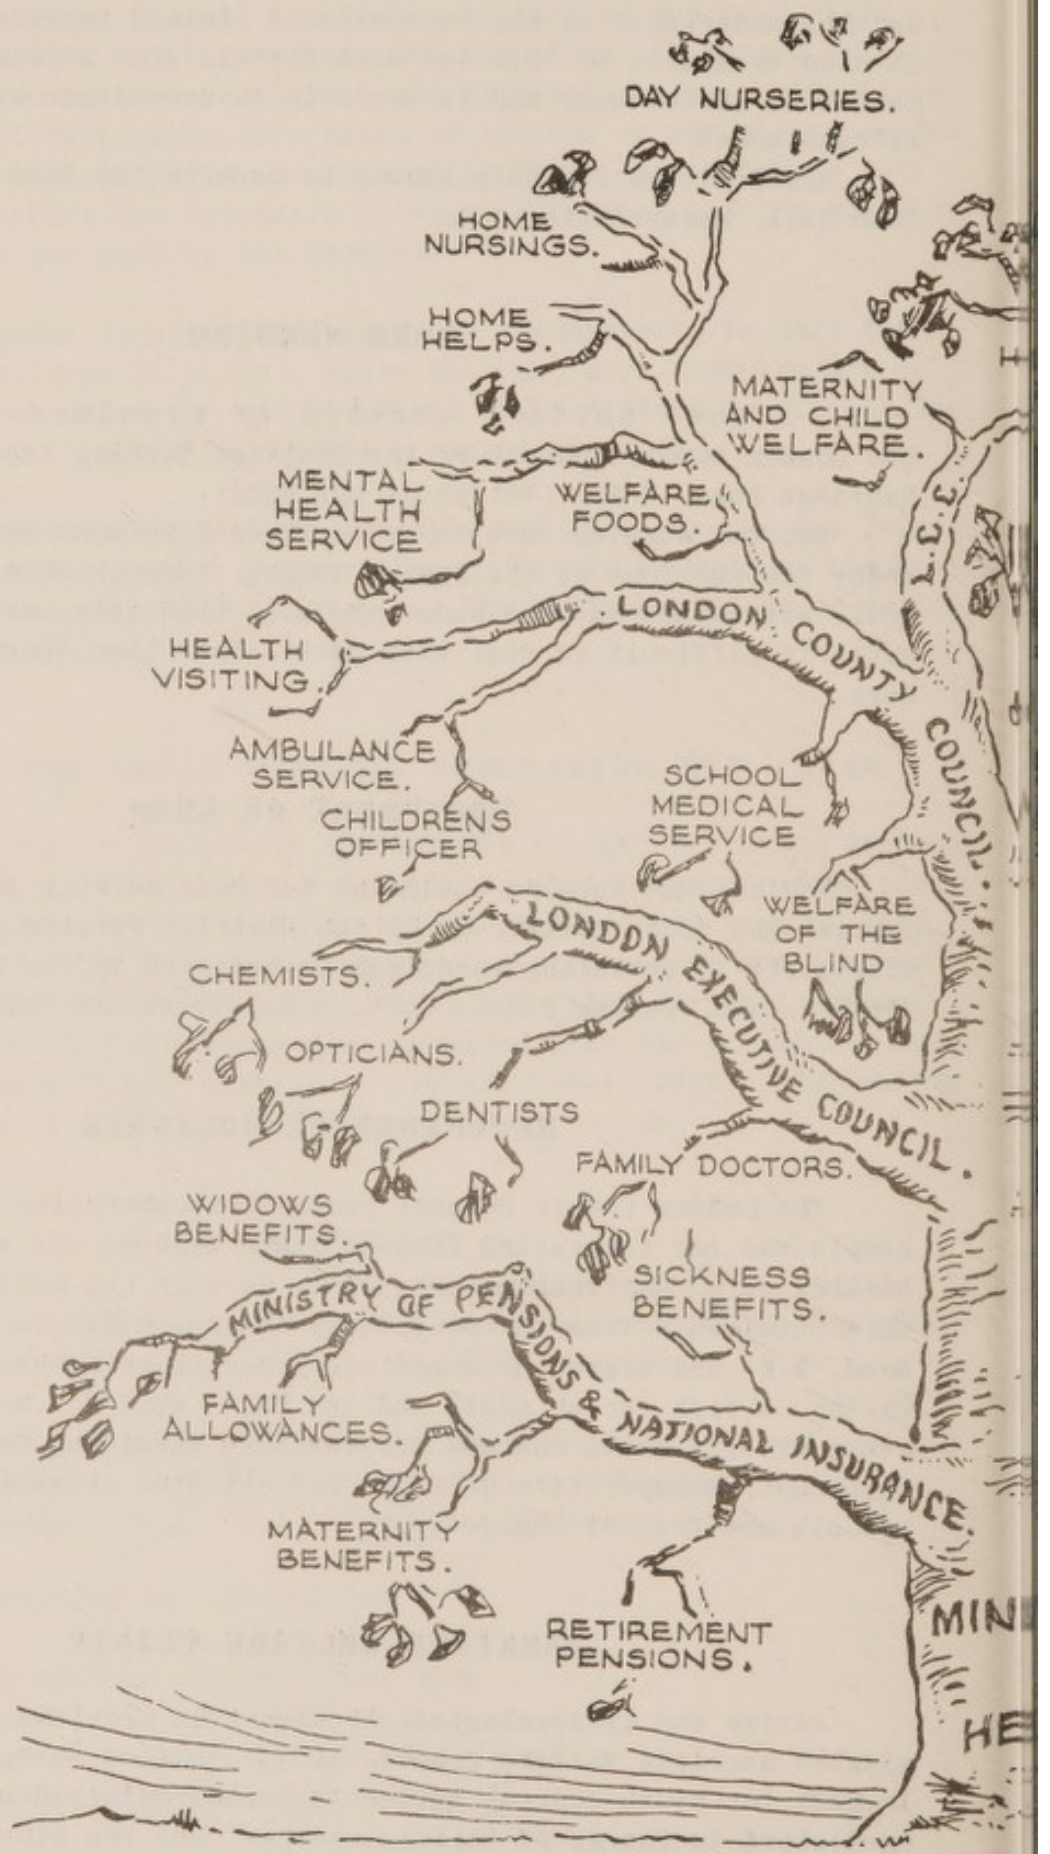 DAY NURSERIES.
HOME
NURSINGS.
HOME
HELPS.
MATERNITY
AND CHILD
WELFARE.
MENTAL
HEALTH
SERVICE
WELFARE
FOODS.
L.C.C.
LONDON COUNTY COUNCIL.
HEALTH
VISITING.
AMBULANCE
SERVICE.
CHILDRENS
OFFICER
SCHOOL
MEDICAL
SERVICE
WELFARE
OF THE
BLIND
LONDON EXECUTIVE COUNCIL.
CHEMISTS.
OPTICIANS.
DENTISTS
FAMILY DOCTORS.
WIDOWS
BENEFITS.
SICKNESS
BENEFITS.
MINISTRY OF PENSIONS & NATIONAL INSURANCE.
FAMILY
ALLOWANCES.
MATERNITY
BENEFITS.
RETIREMENT
PENSIONS.
MINI
HE